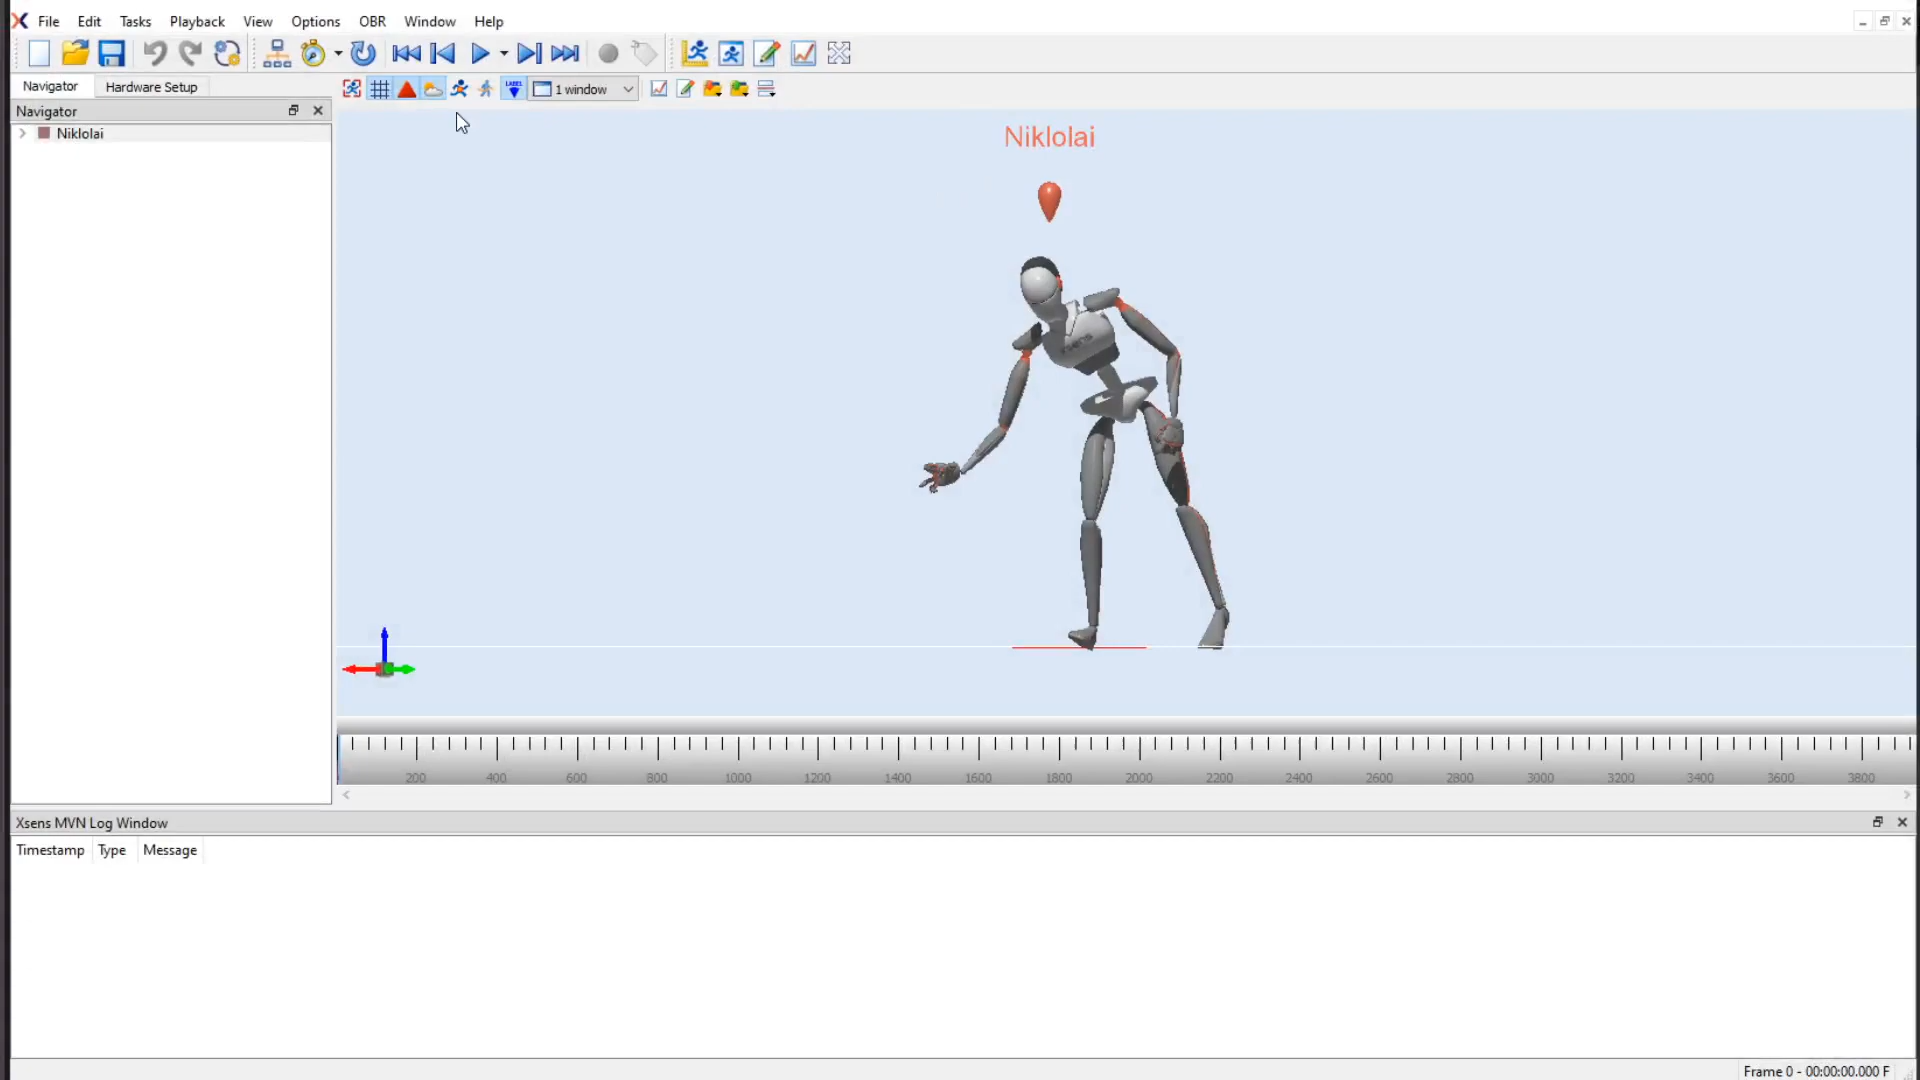 File Edit Tasks Playback View Options OBR Window Help
Navigator Hardware Setup
LABEL
1 window
Navigator
Niklolai
Niklolai
200 400 600 800 1000 1200 1400 1600 1800 2000 2200 2400 2600 2800 3000 3200 3400 3600 3800
Xsens MVN Log Window
Timestamp Type Message
Frame 0 - 00:00:00.000 F